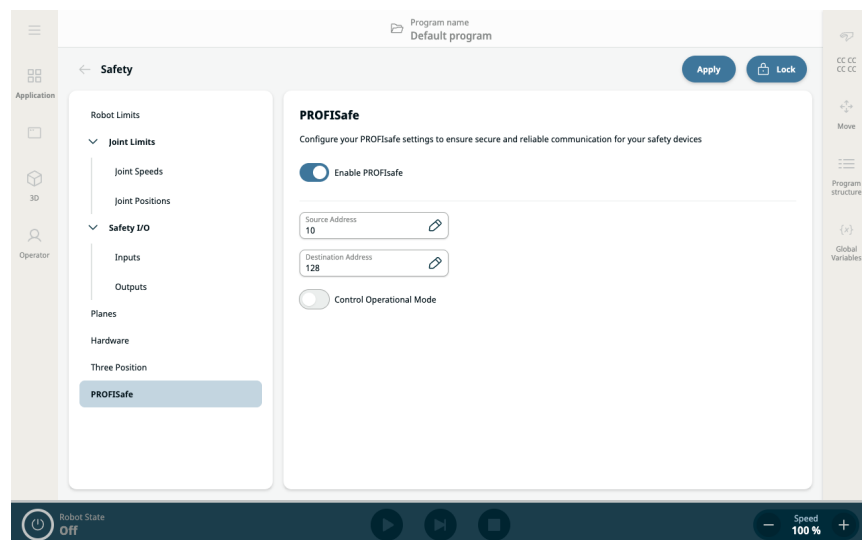 Program name
Default program
Safety
Apply
Lock
Application
3D
Operator
Robot Limits
Joint Limits
Joint Speeds
Joint Positions
Safety I/O
Inputs
Outputs
Planes
Hardware
Three Position
PROFISafe
PROFISafe
Configure your PROFIsafe settings to ensure secure and reliable communication for your safety devices
Enable PROFIsafe
Source Address
10
Destination Address
128
Control Operational Mode
CC CC
CC CC
Move
Program
structure
Global
Variables
Robot State
Off
Speed
100 %